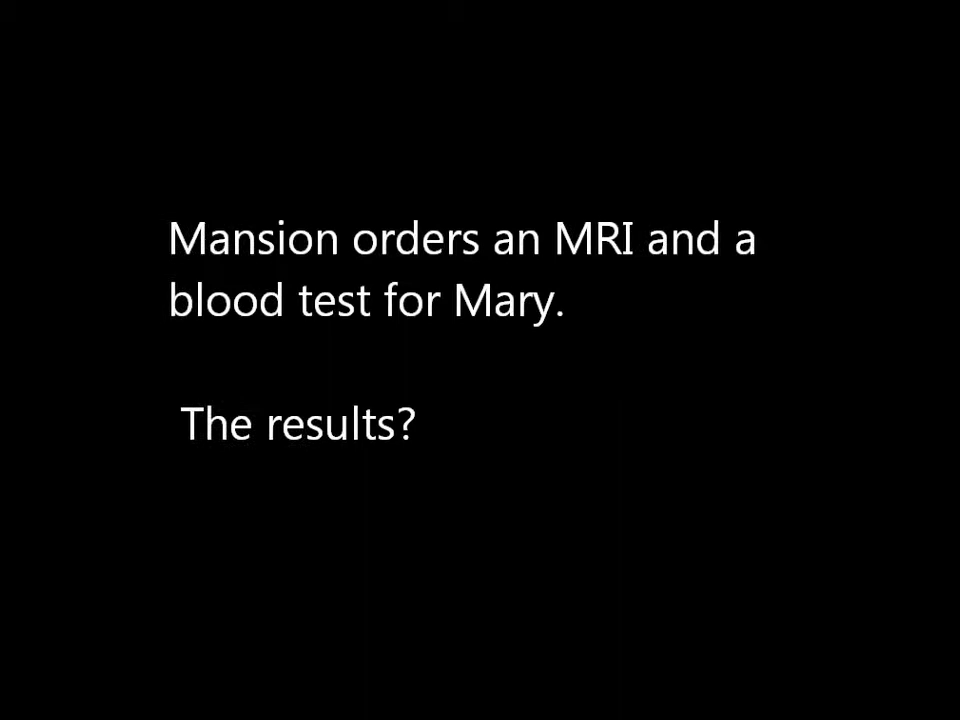 Mansion orders an MRI and a
blood test for Mary.
The results?